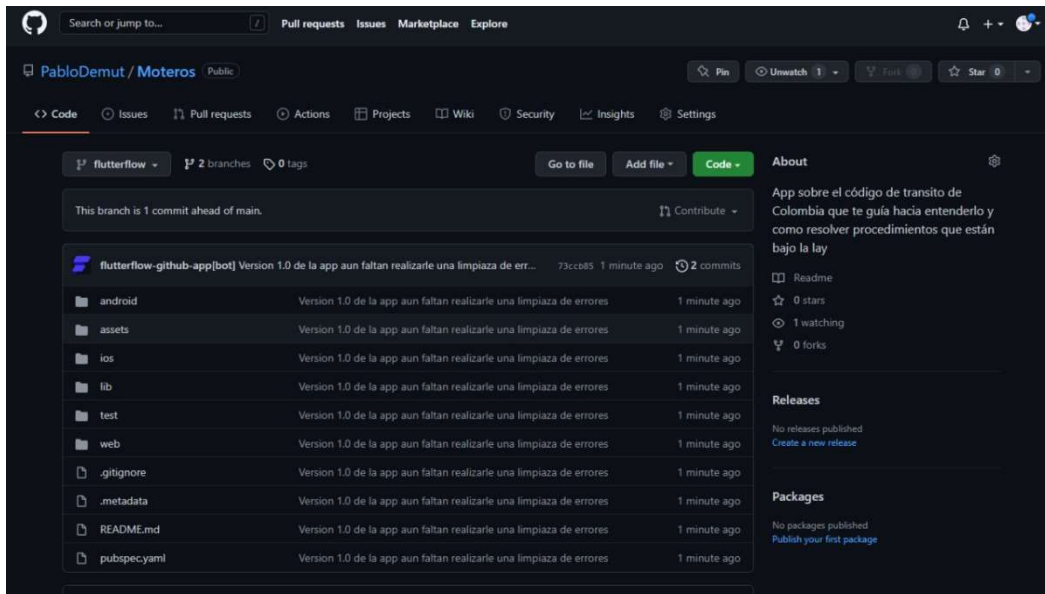 Search or jump to... / Pull requests Issues Marketplace Explore
PabloDemut / Moteros Public
Pin Unwatch 1 Fork 0 Star 0
<> Code Issues Pull requests Actions Projects Wiki Security Insights Settings
flutterflow 2 branches 0 tags Go to file Add file Code
This branch is 1 commit ahead of main. Contribute
flutterflow-github-app[bot] Version 1.0 de la app aun faltan realizarle una limpiaza de err... 73ccb85 1 minute ago 2 commits
android Version 1.0 de la app aun faltan realizarle una limpiaza de errores 1 minute ago
assets Version 1.0 de la app aun faltan realizarle una limpiaza de errores 1 minute ago
ios Version 1.0 de la app aun faltan realizarle una limpiaza de errores 1 minute ago
lib Version 1.0 de la app aun faltan realizarle una limpiaza de errores 1 minute ago
test Version 1.0 de la app aun faltan realizarle una limpiaza de errores 1 minute ago
web Version 1.0 de la app aun faltan realizarle una limpiaza de errores 1 minute ago
.gitignore Version 1.0 de la app aun faltan realizarle una limpiaza de errores 1 minute ago
.metadata Version 1.0 de la app aun faltan realizarle una limpiaza de errores 1 minute ago
README.md Version 1.0 de la app aun faltan realizarle una limpiaza de errores 1 minute ago
pubspec.yaml Version 1.0 de la app aun faltan realizarle una limpiaza de errores 1 minute ago
About
App sobre el código de transito de
Colombia que te guía hacia entenderlo y
como resolver procedimientos que están
bajo la lay
Readme
0 stars
1 watching
0 forks
Releases
No releases published
Create a new release
Packages
No packages published
Publish your first package